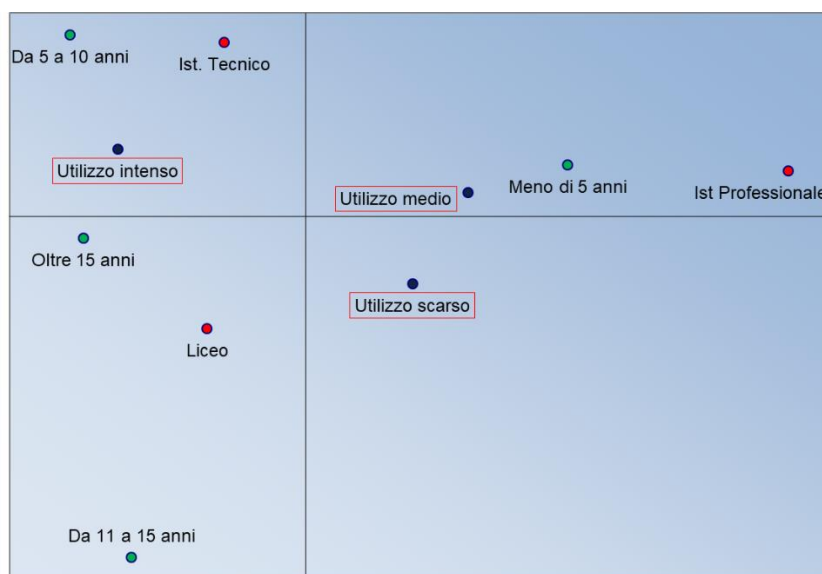 Da 5 a 10 anni
Ist. Tecnico
Utilizzo intenso
Utilizzo medio
Meno di 5 anni
Ist Professionale
Oltre 15 anni
Utilizzo scarso
Liceo
Da 11 a 15 anni